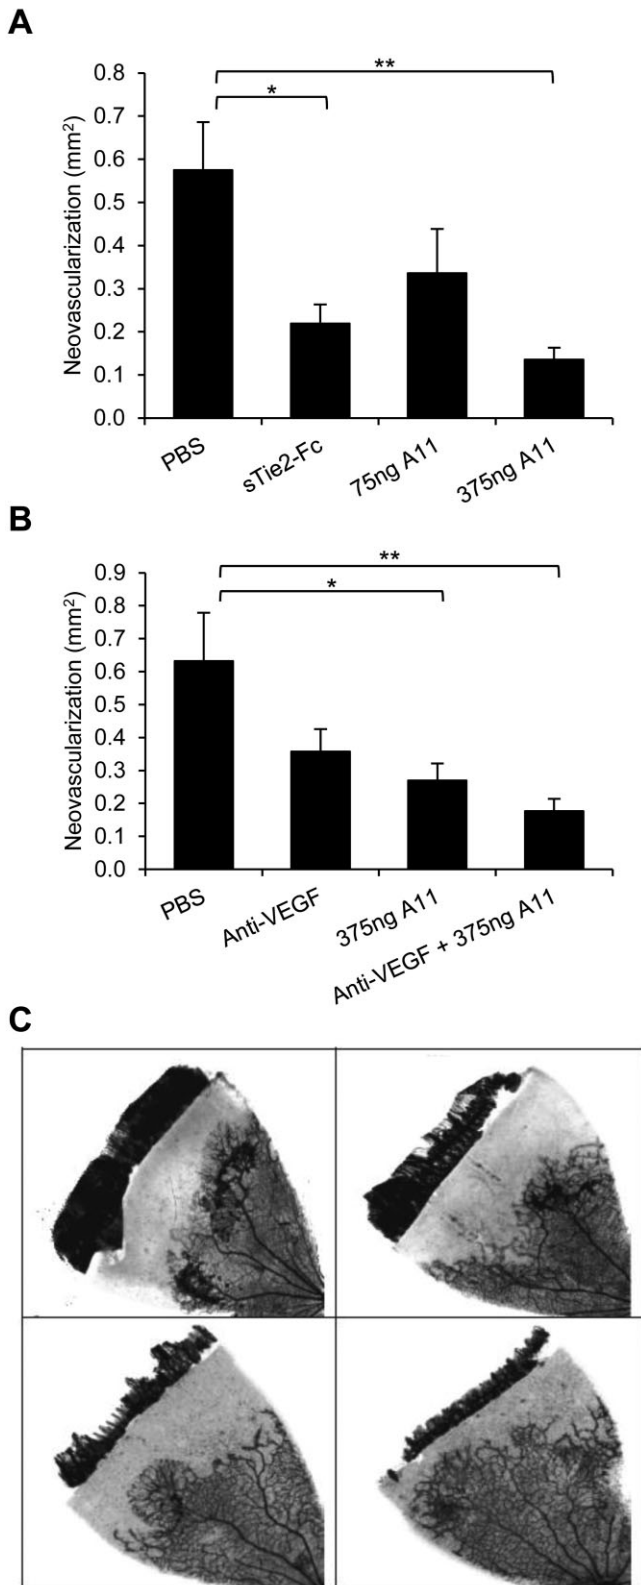 A
**
*
0.8
0.7
0.6
0.5
0.4
0.3
0.2
0.1
0.0
Neovascularization (mm²)
PBS
sTie2-Fc
75ng A11
375ng A11
B
**
*
0.9
0.8
0.7
0.6
0.5
0.4
0.3
0.2
0.1
0.0
Neovascularization (mm²)
PBS
Anti-VEGF
375ng A11
Anti-VEGF + 375ng A11
C